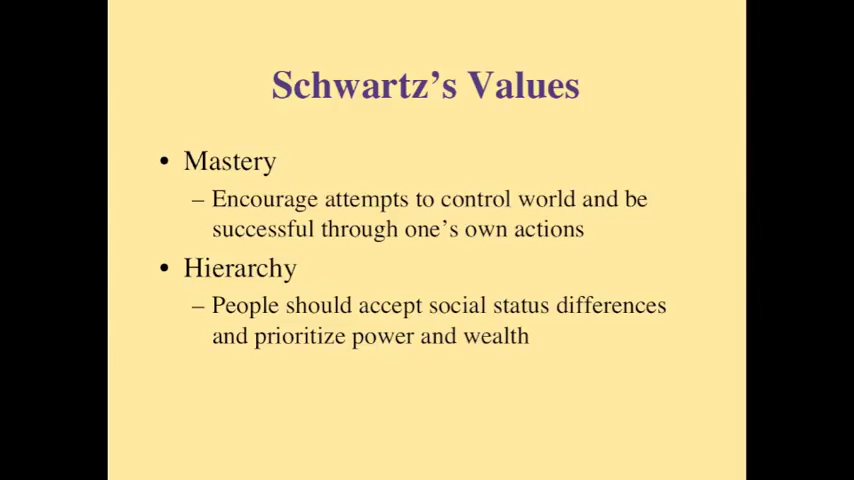 Schwartz’s Values
• Mastery
– Encourage attempts to control world and be
successful through one’s own actions
• Hierarchy
– People should accept social status differences
and prioritize power and wealth